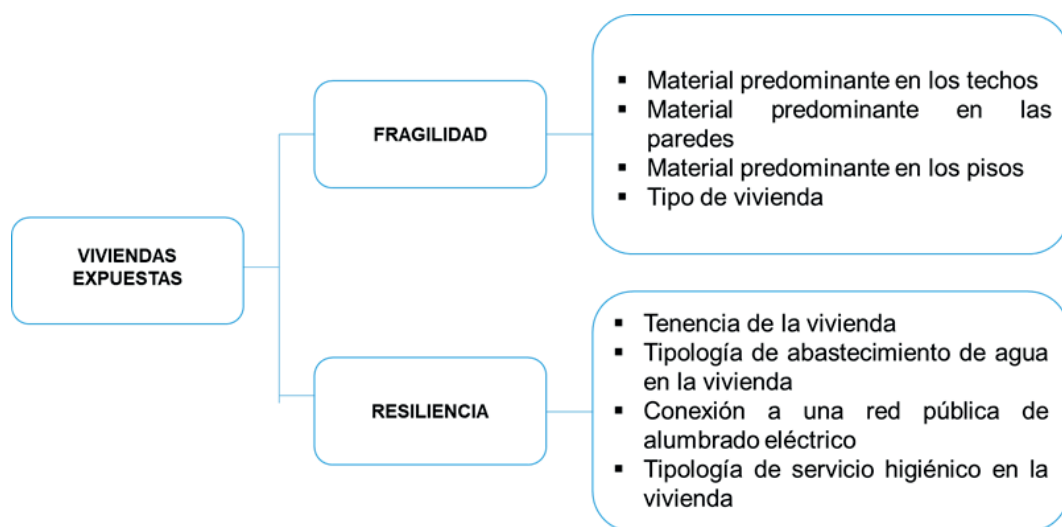 VIVIENDAS
EXPUESTAS
FRAGILIDAD
▪ Material predominante en los techos
▪ Material predominante en las
paredes
▪ Material predominante en los pisos
▪ Tipo de vivienda
RESILIENCIA
▪ Tenencia de la vivienda
▪ Tipología de abastecimiento de agua
en la vivienda
▪ Conexión a una red pública de
alumbrado eléctrico
▪ Tipología de servicio higiénico en la
vivienda